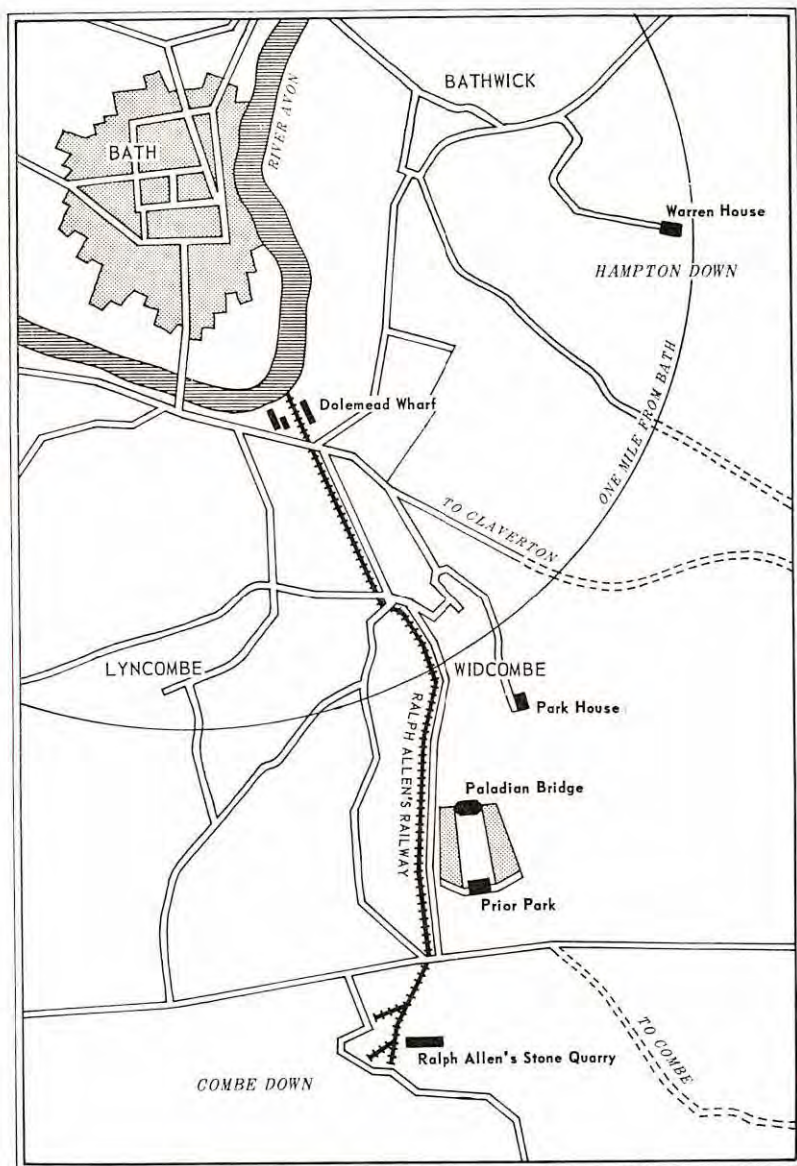 BATHWICK
RIVER AVON
BATH
Warren House
HAMPTON DOWN
ONE MILE FROM BATH
Dolemead Wharf
TO CLAVERTON
LYNCOMBE
WIDCOMBE
RALPH ALLEN'S RAILWAY
Park House
Paladian Bridge
Prior Park
TO COMBE
Ralph Allen's Stone Quarry
COMBE DOWN